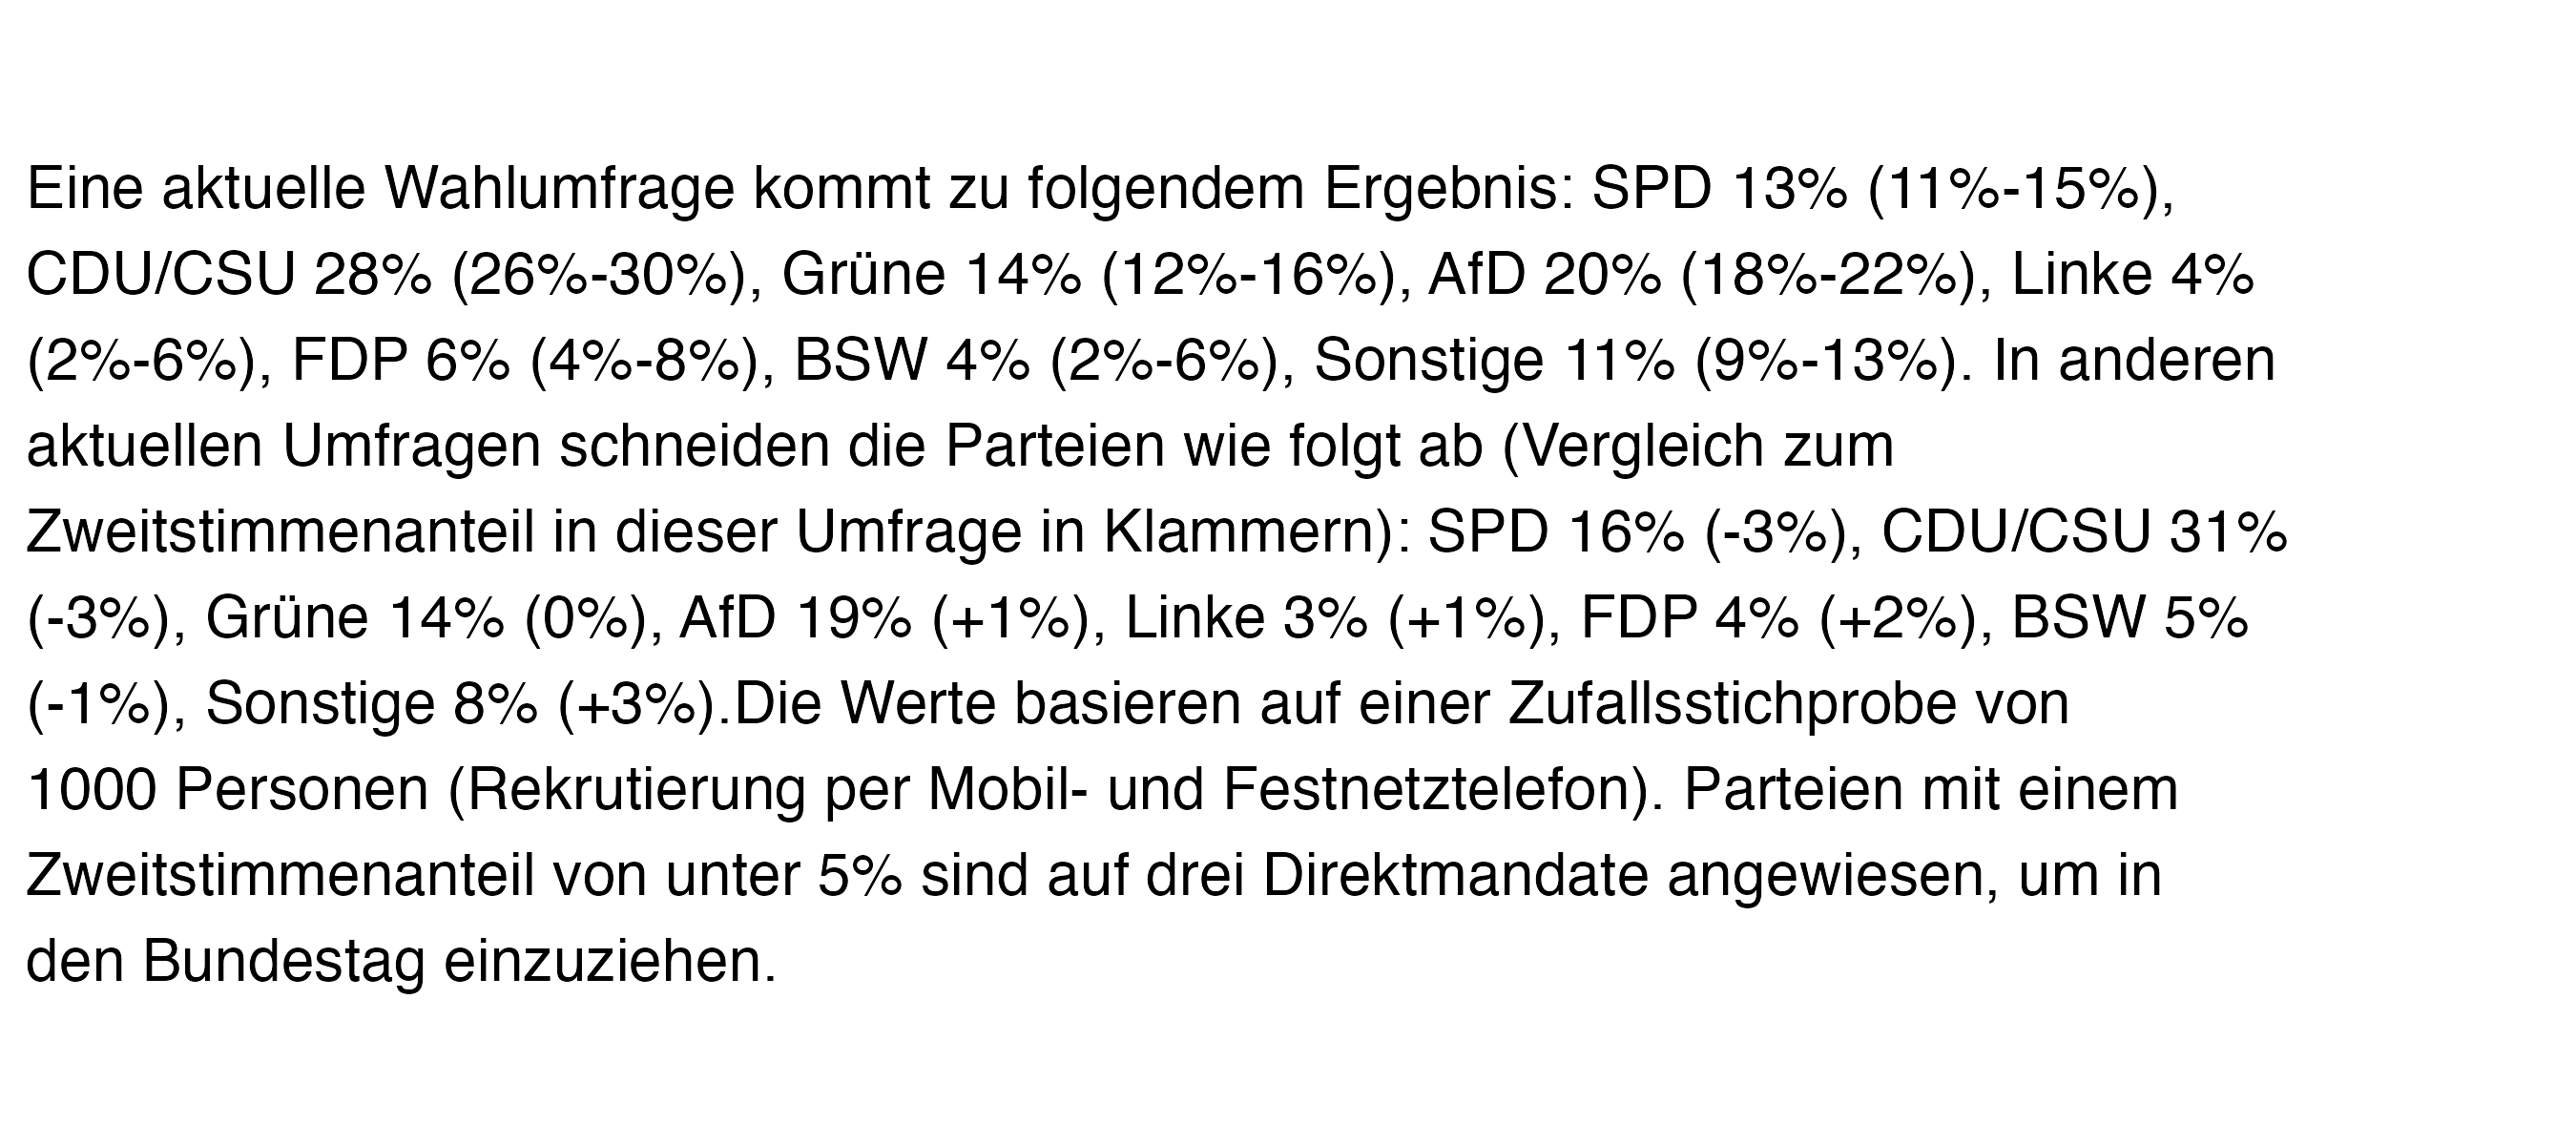 Eine aktuelle Wahlumfrage kommt zu folgendem Ergebnis: SPD 13% (11%-15%),
CDU/CSU 28% (26%-30%), Grüne 14% (12%-16%), AfD 20% (18%-22%), Linke 4%
(2%-6%), FDP 6% (4%-8%), BSW 4% (2%-6%), Sonstige 11% (9%-13%). In anderen
aktuellen Umfragen schneiden die Parteien wie folgt ab (Vergleich zum
Zweitstimmenanteil in dieser Umfrage in Klammern): SPD 16% (-3%), CDU/CSU 31%
(-3%), Grüne 14% (0%), AfD 19% (+1%), Linke 3% (+1%), FDP 4% (+2%), BSW 5%
(-1%), Sonstige 8% (+3%).Die Werte basieren auf einer Zufallsstichprobe von
1000 Personen (Rekrutierung per Mobil- und Festnetztelefon). Parteien mit einem
Zweitstimmenanteil von unter 5% sind auf drei Direktmandate angewiesen, um in
den Bundestag einzuziehen.